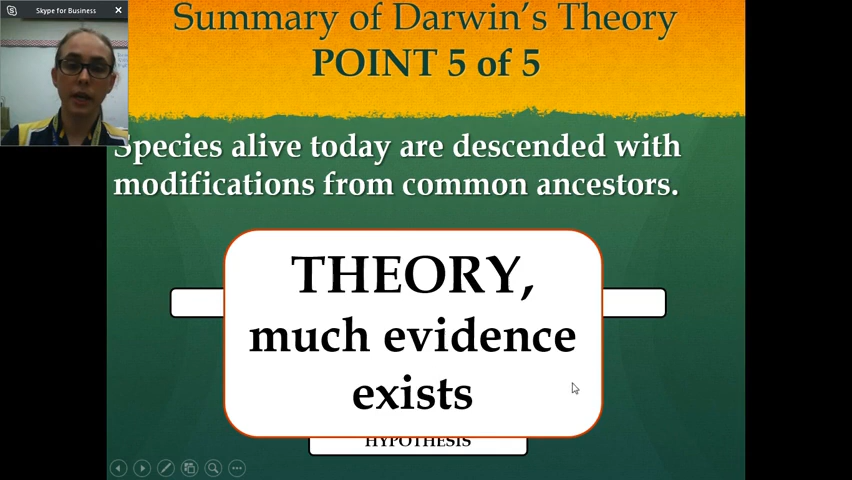 Skype for Business
Summary of Darwin's Theory
POINT 5 of 5
Species alive today are descended with
modifications from common ancestors.
THEORY,
much evidence
exists
HYPOTHESIS